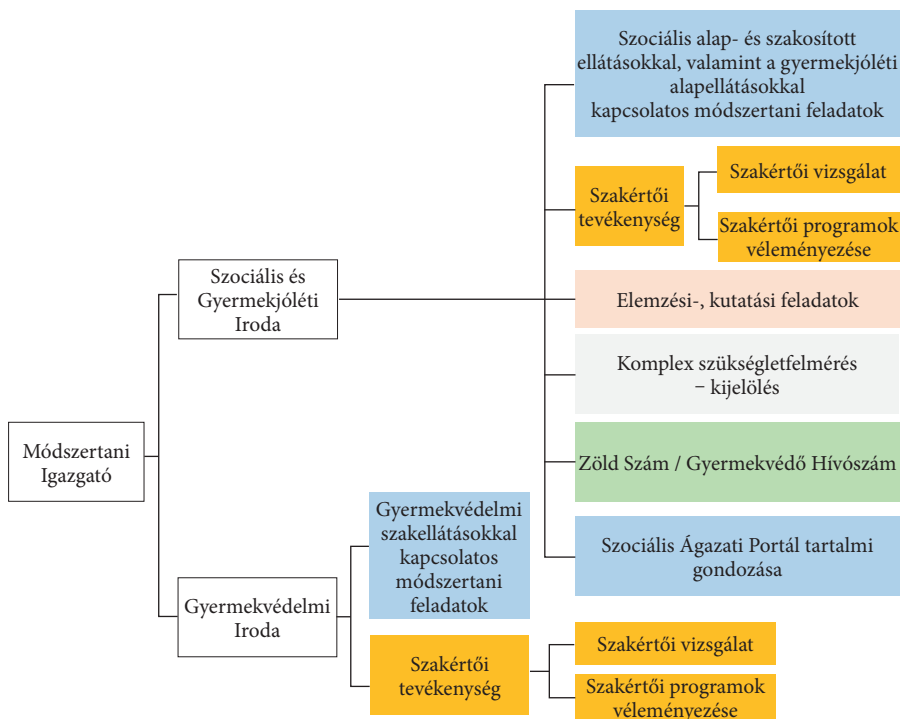 Szociális alap- és szakosított
ellátásokkal, valamint a gyermekjóléti
alapellátásokkal
kapcsolatos módszertani feladatok
Szakértői
tevékenység
Szakértői vizsgálat
Szakértői programok
véleményezése
Szociális és
Gyermekjóléti
Iroda
Elemzési-, kutatási feladatok
Komplex szükségletfelmérés
– kijelölés
Módszertani
Igazgató
Zöld Szám / Gyermekvédő Hívószám
Szociális Ágazati Portál tartalmi
gondozása
Gyermekvédelmi
Iroda
Gyermekvédelmi
szakellátásokkal
kapcsolatos
módszertani
feladatok
Szakértői
tevékenység
Szakértői vizsgálat
Szakértői programok
véleményezése